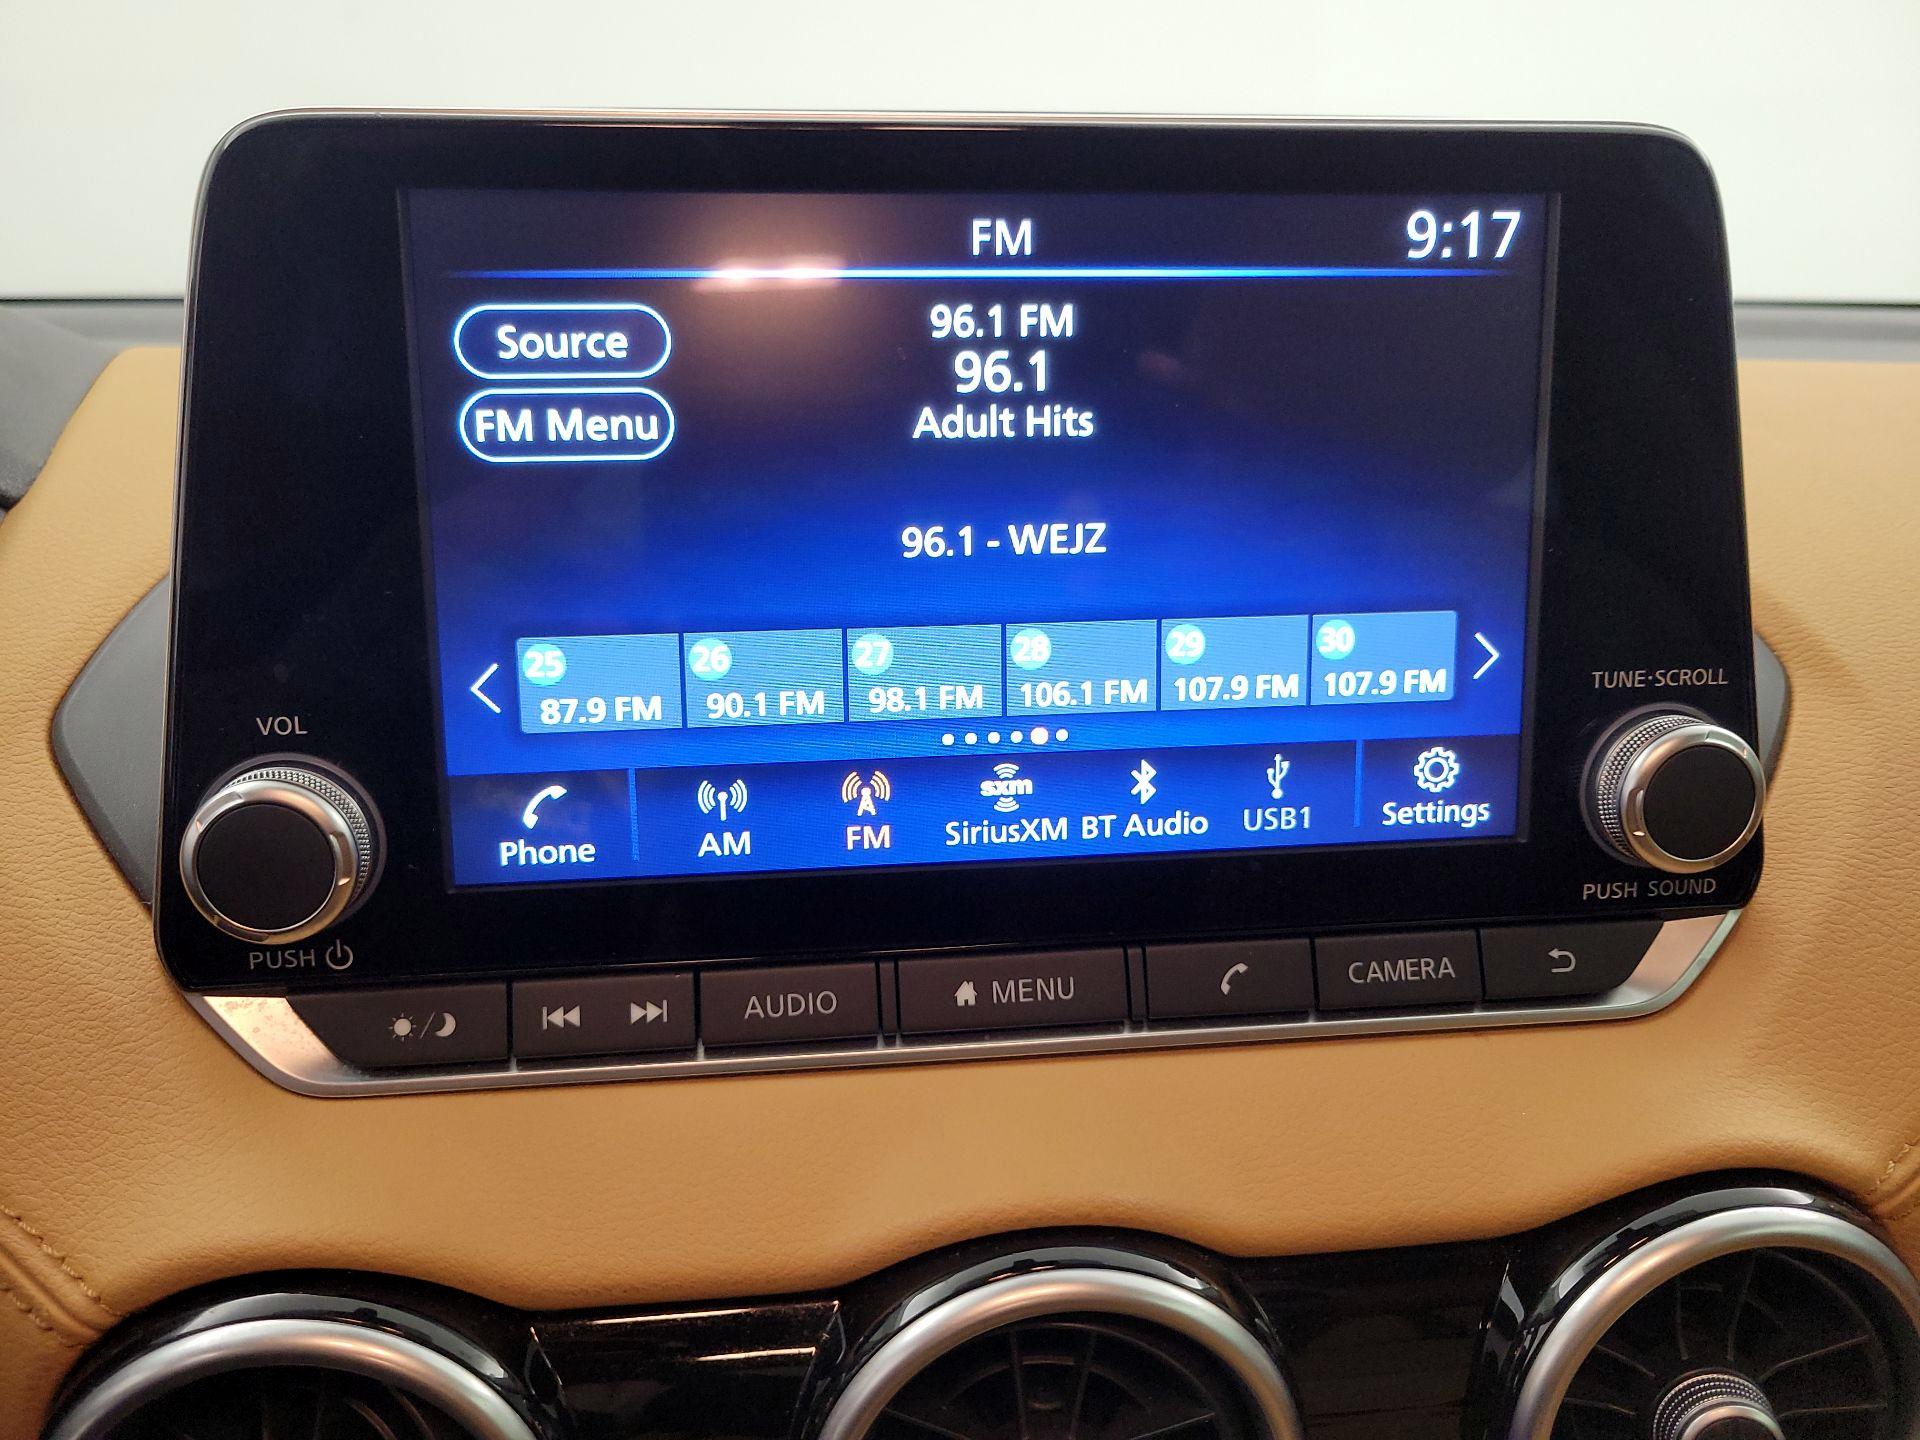 FM
9:17
Source
96.1 FM
96.1
FM Menu
Adult Hits
96.1 - WEJZ
25
26
27
28
29
30
87.9 FM
90.1 FM
98.1 FM
106.1 FM
107.9 FM
107.9 FM
Phone
AM
FM
sxm
SiriusXM
BT Audio
USB1
Settings
VOL
PUSH
TUNE·SCROLL
PUSH SOUND
AUDIO
MENU
CAMERA